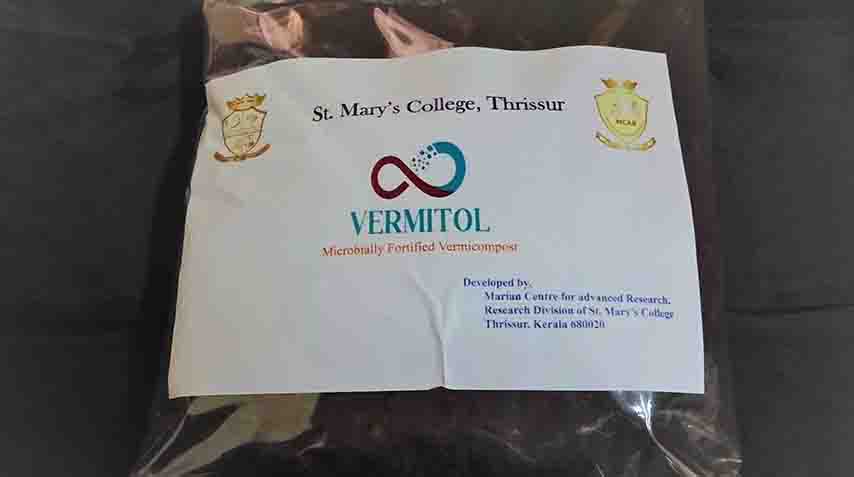 St. Mary's College, Thrissur
MCAR
VERMITOL
Microbially Fortified Vermicompost
Developed by,
Marian Centre for advanced Research,
Research Division of St. Mary's College
Thrissur, Kerala 680020